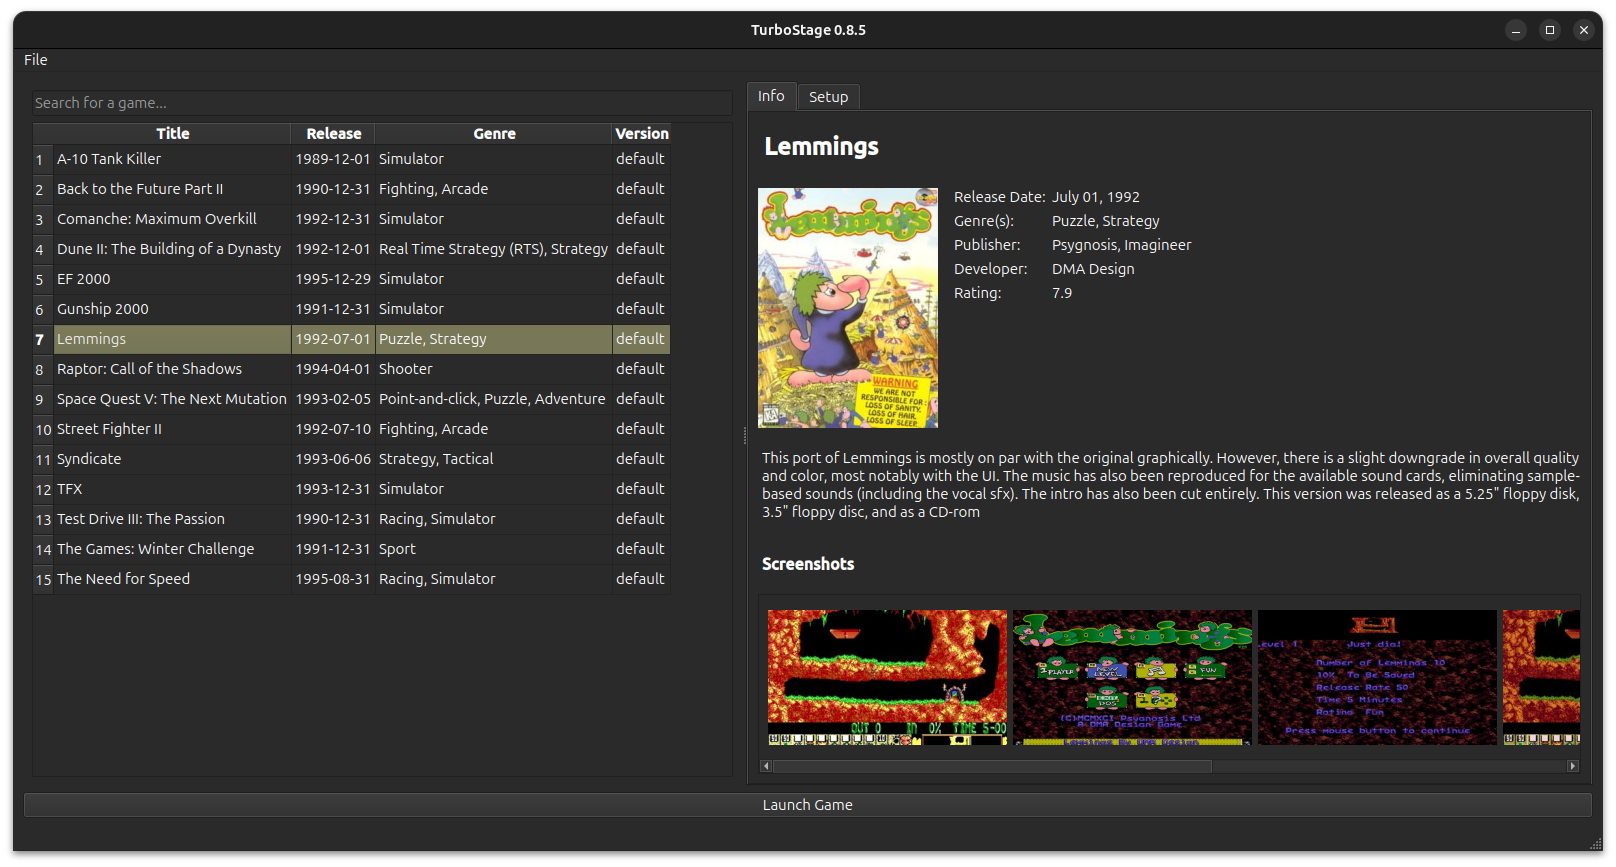 TurboStage 0.8.5
File
Search for a game...
Title Release Genre Version
1 A-10 Tank Killer 1989-12-01 Simulator default
2 Back to the Future Part II 1990-12-31 Fighting, Arcade default
3 Comanche: Maximum Overkill 1992-12-31 Simulator default
4 Dune II: The Building of a Dynasty 1992-12-01 Real Time Strategy (RTS), Strategy default
5 EF 2000 1995-12-29 Simulator default
6 Gunship 2000 1991-12-31 Simulator default
7 Lemmings 1992-07-01 Puzzle, Strategy default
8 Raptor: Call of the Shadows 1994-04-01 Shooter default
9 Space Quest V: The Next Mutation 1993-02-05 Point-and-click, Puzzle, Adventure default
10 Street Fighter II 1992-07-10 Fighting, Arcade default
11 Syndicate 1993-06-06 Strategy, Tactical default
12 TFX 1993-12-31 Simulator default
13 Test Drive III: The Passion 1990-12-31 Racing, Simulator default
14 The Games: Winter Challenge 1991-12-31 Sport default
15 The Need for Speed 1995-08-31 Racing, Simulator default
Info Setup
Lemmings
Lemmings
WARNING
WE ARE NOT
RESPONSIBLE FOR:
LOSS OF SANITY.
LOSS OF HAIR.
LOSS OF SLEEP.
Release Date: July 01, 1992
Genre(s): Puzzle, Strategy
Publisher: Psygnosis, Imagineer
Developer: DMA Design
Rating: 7.9
This port of Lemmings is mostly on par with the original graphically. However, there is a slight downgrade in overall quality
and color, most notably with the UI. The music has also been reproduced for the available sound cards, eliminating sample-
based sounds (including the vocal sfx). The intro has also been cut entirely. This version was released as a 5.25" floppy disk,
3.5" floppy disc, and as a CD-rom
Screenshots
OUT 0 IN 0% TIME 5-00
Lemmings
1 PLAYER NEW LEVEL FUN
DOS
(C)MCMXCI Psygnosis Ltd
A DMA Design Game
Level 1 Just dig!
Number of Lemmings 10
10% To Be Saved
Release Rate 50
Time 5 Minutes
Rating Fun
Press mouse button to continue
Launch Game